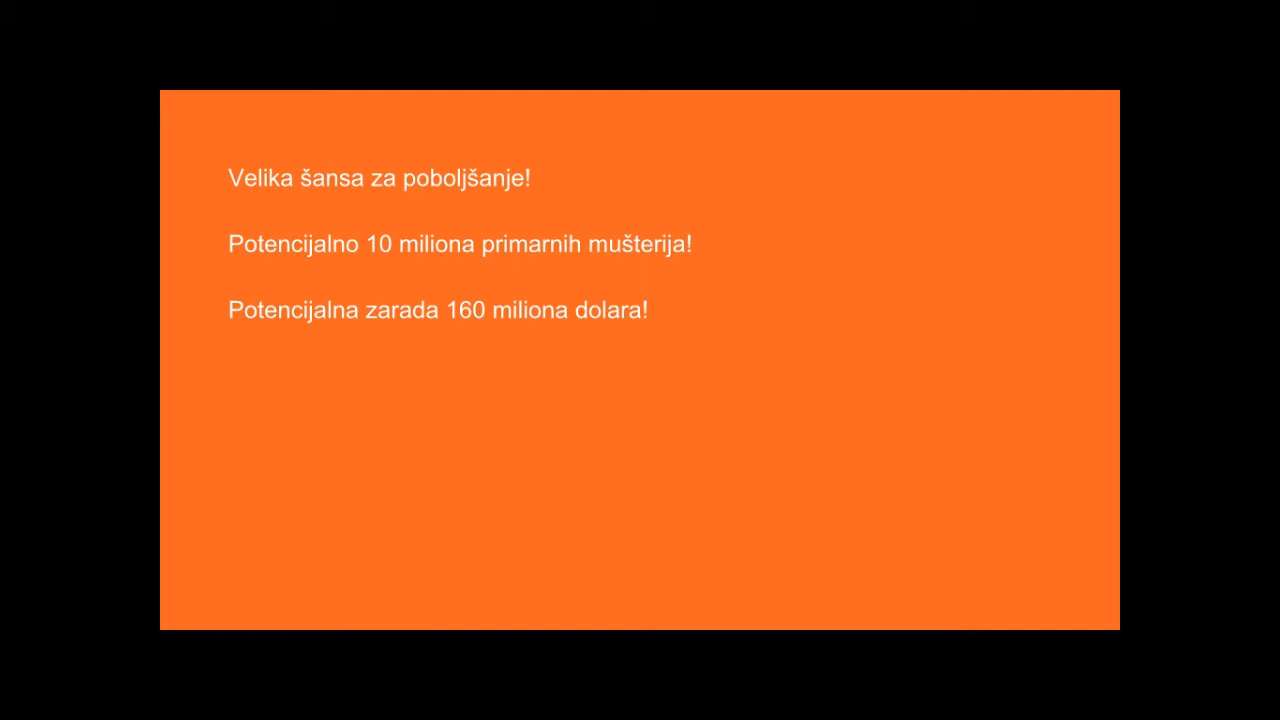 Velika šansa za poboljšanje!
Potencijalno 10 miliona primarnih mušterija!
Potencijalna zarada 160 miliona dolara!